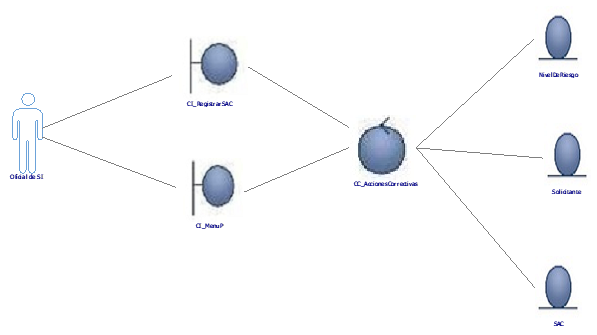 NivelDeRiesgo
CI_RegistrarSAC
Oficial de SI
CC_AccionesCorrectivas
Solicitante
CI_MenuP
SAC